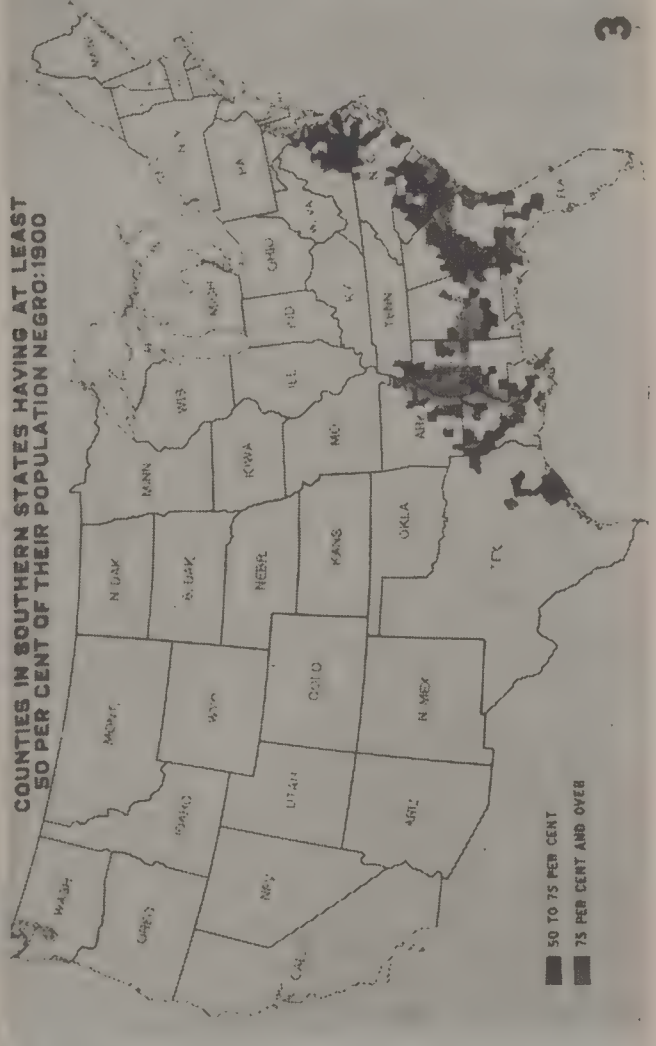 COUNTIES IN SOUTHERN STATES HAVING AT LEAST
50 PER CENT OF THEIR POPULATION NEGRO: 1900
WASH
OREG
CAL
NEV
IDAHO
MONT.
WYO
UTAH
COLO
ARIZ
N. MEX
N. DAK
S. DAK
NEBR
KANS
OKLA
TEX
MINN
IOWA
MO
ARK
WIS
ILL
MICH
IND
OHIO
KY
TENN
W. VA
PA
N. Y
N. C
FLA
MAINE
50 TO 75 PER CENT
75 PER CENT AND OVER
3